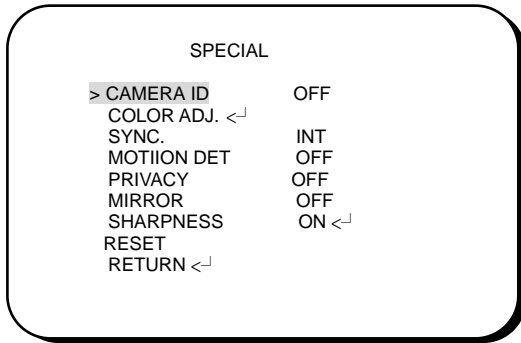 SPECIAL
> CAMERA ID OFF
COLOR ADJ. <┘
SYNC. INT
MOTIION DET OFF
PRIVACY OFF
MIRROR OFF
SHARPNESS ON <┘
RESET
RETURN <┘